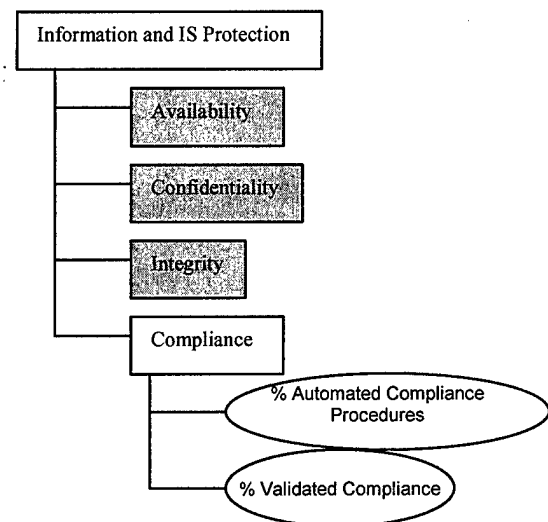 Information and IS Protection
Availability
Confidentiality
Integrity
Compliance
% Automated Compliance
Procedures
% Validated Compliance